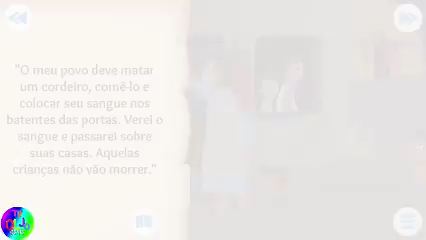 "O meu povo deve matar
um cordeiro, comê-lo e
colocar seu sangue nos
batentes das portas. Verei o
sangue e passarei sobre
suas casas. Aquelas
crianças não vão morrer."